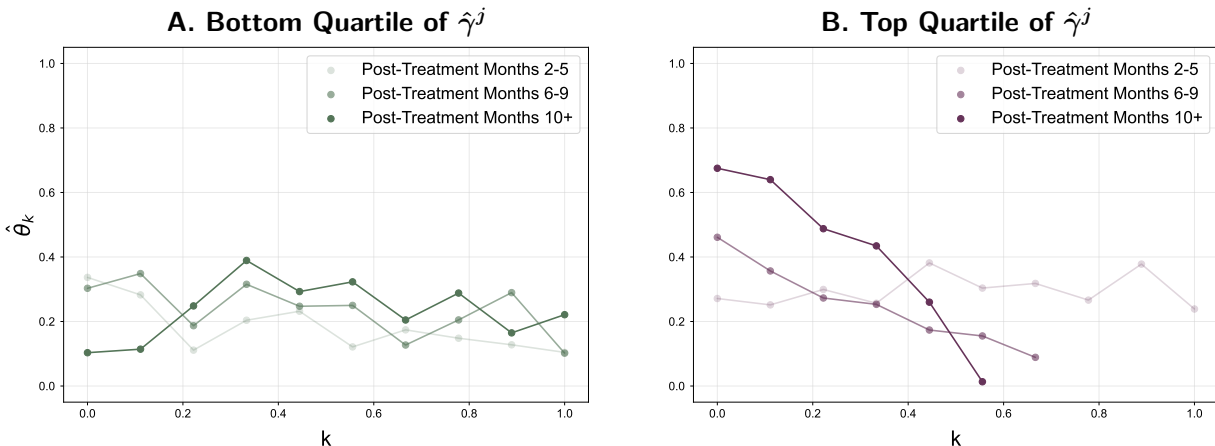 A. Bottom Quartile of γ̂ʲ
Post-Treatment Months 2-5
Post-Treatment Months 6-9
Post-Treatment Months 10+
1.0
0.8
0.6
0.4
0.2
0.0
θ̂ₖ
0.0 0.2 0.4 0.6 0.8 1.0
k
B. Top Quartile of γ̂ʲ
Post-Treatment Months 2-5
Post-Treatment Months 6-9
Post-Treatment Months 10+
1.0
0.8
0.6
0.4
0.2
0.0
0.0 0.2 0.4 0.6 0.8 1.0
k